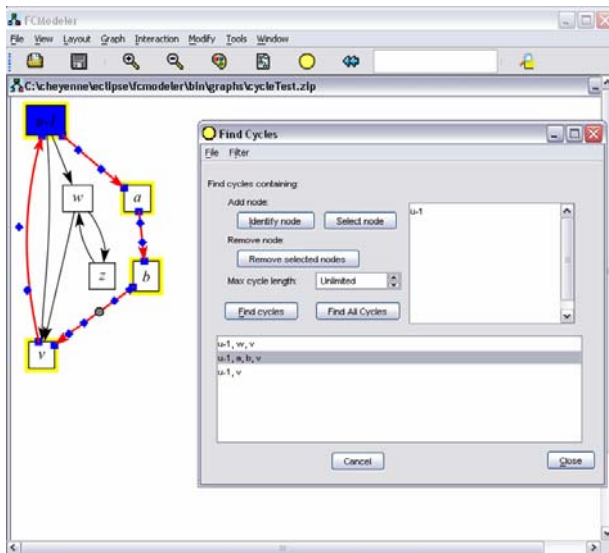 FCModeler
File View Layout Graph Interaction Modify Tools Window
C:\cheyenne\eclipse\fcmodeler\bin\graphs\cycleTest.zip
u-1
w
a
z
b
v
Find Cycles
File Filter
Find cycles containing:
Add node:
Identify node Select node
Remove node:
Remove selected nodes
Max cycle length: Unlimited
Find cycles Find All Cycles
u-1
u-1, w, v
u-1, a, b, v
u-1, v
Cancel Close